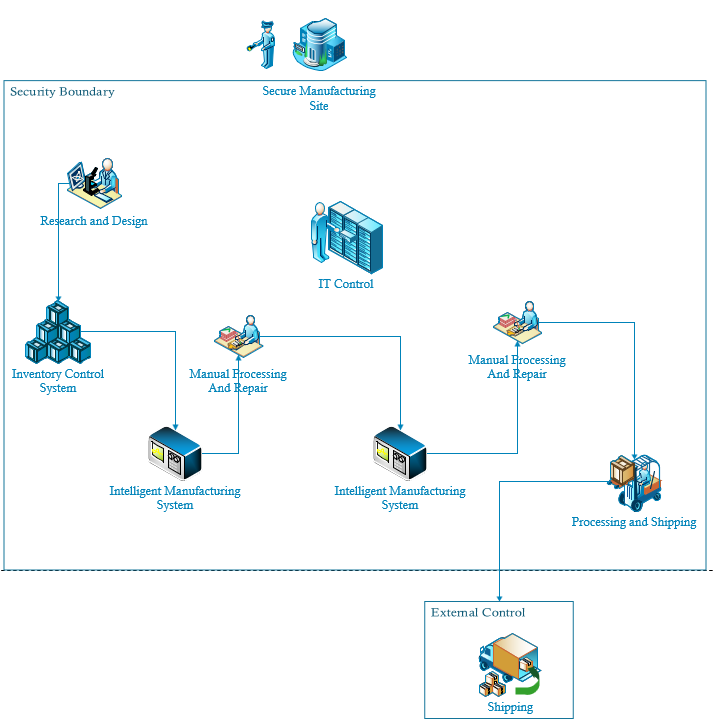 Security Boundary
Secure Manufacturing
Site
Research and Design
IT Control
Inventory Control
System
Manual Processing
And Repair
Manual Processing
And Repair
Intelligent Manufacturing
System
Intelligent Manufacturing
System
Processing and Shipping
External Control
Shipping